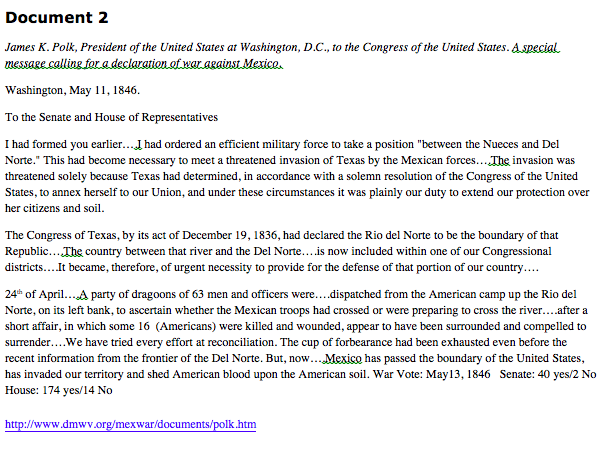 Document 2
James K. Polk, President of the United States at Washington, D.C., to the Congress of the United States. A special
message calling for a declaration of war against Mexico.
Washington, May 11, 1846.
To the Senate and House of Representatives
I had formed you earlier….I had ordered an efficient military force to take a position "between the Nueces and Del
Norte." This had become necessary to meet a threatened invasion of Texas by the Mexican forces….The invasion was
threatened solely because Texas had determined, in accordance with a solemn resolution of the Congress of the United
States, to annex herself to our Union, and under these circumstances it was plainly our duty to extend our protection over
her citizens and soil.
The Congress of Texas, by its act of December 19, 1836, had declared the Rio del Norte to be the boundary of that
Republic….The country between that river and the Del Norte….is now included within one of our Congressional
districts….It became, therefore, of urgent necessity to provide for the defense of that portion of our country….
24th of April….A party of dragoons of 63 men and officers were….dispatched from the American camp up the Rio del
Norte, on its left bank, to ascertain whether the Mexican troops had crossed or were preparing to cross the river….after a
short affair, in which some 16 (Americans) were killed and wounded, appear to have been surrounded and compelled to
surrender….We have tried every effort at reconciliation. The cup of forbearance had been exhausted even before the
recent information from the frontier of the Del Norte. But, now….Mexico has passed the boundary of the United States,
has invaded our territory and shed American blood upon the American soil. War Vote: May13, 1846 Senate: 40 yes/2 No
House: 174 yes/14 No
http://www.dmwv.org/mexwar/documents/polk.htm